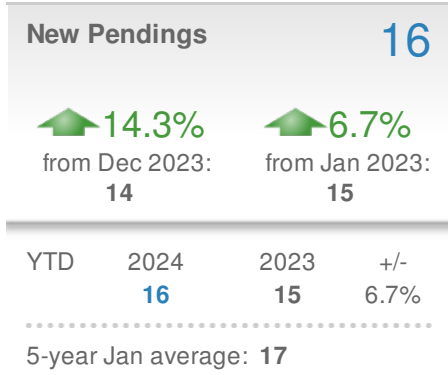 New Pendings 16
14.3% 6.7%
from Dec 2023: from Jan 2023:
14 15
YTD 2024 2023 +/-
16 15 6.7%
5-year Jan average: 17